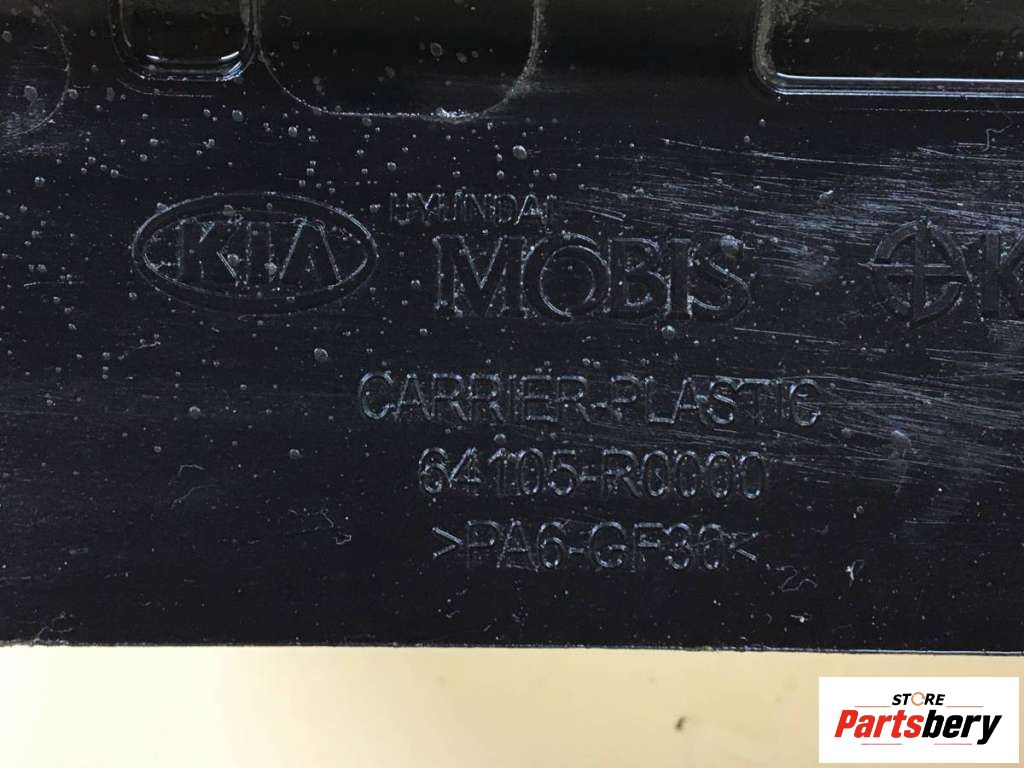 KIA
HYUNDAI
MOBIS
K
CARRIER-PLASTIC
64105-R0000
>PA6-GF30<
STORE
Partsbery